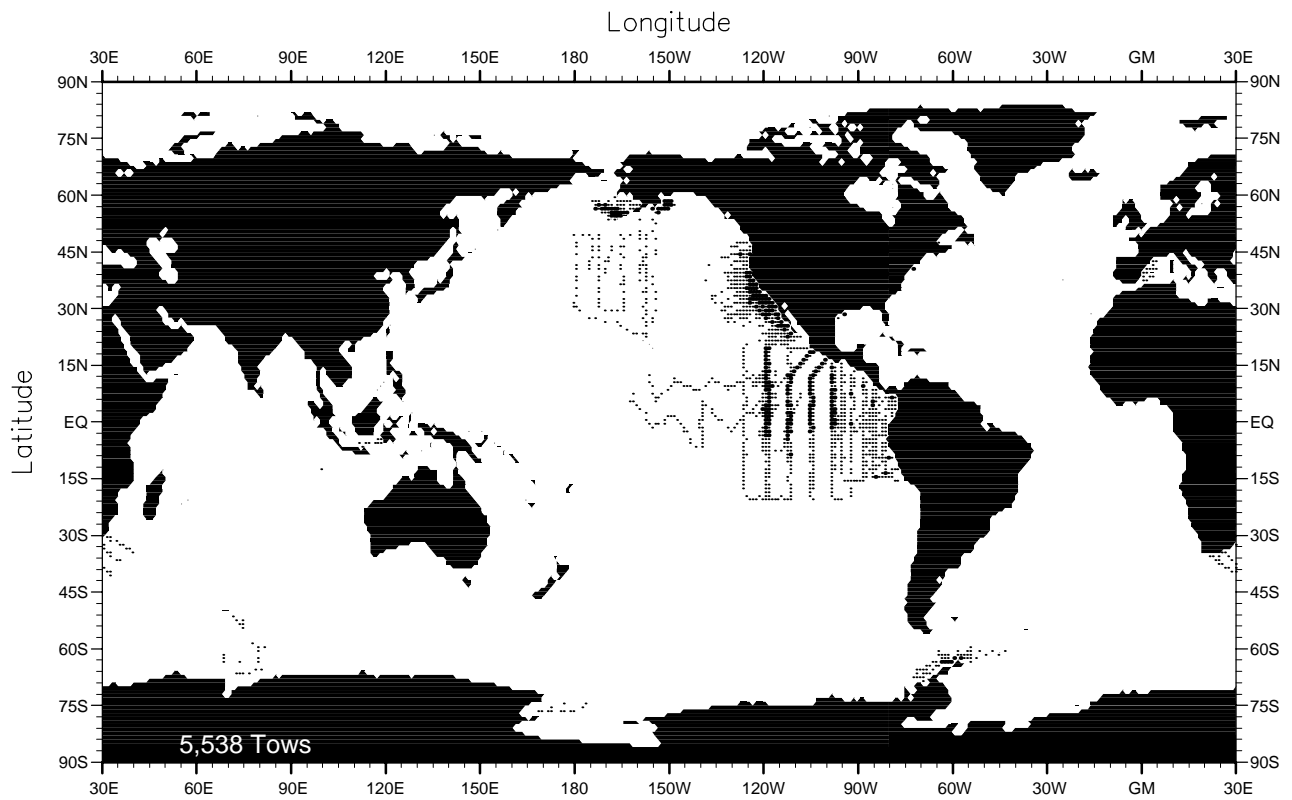 Longitude
30E 60E 90E 120E 150E 180 150W 120W 90W 60W 30W GM 30E
90N 90N
75N 75N
60N 60N
45N 45N
30N 30N
15N 15N
Latitude
EQ EQ
15S 15S
30S 30S
45S 45S
60S 60S
75S 75S
5,538 Tows
90S 90S
30E 60E 90E 120E 150E 180 150W 120W 90W 60W 30W GM 30E